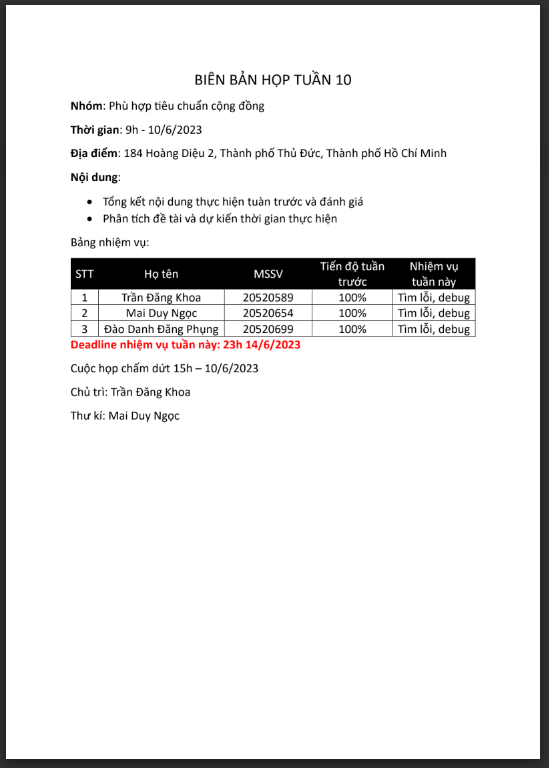 BIÊN BẢN HỌP TUẦN 10
Nhóm: Phù hợp tiêu chuẩn cộng đồng
Thời gian: 9h - 10/6/2023
Địa điểm: 184 Hoàng Diệu 2, Thành phố Thủ Đức, Thành phố Hồ Chí Minh
Nội dung:
• Tổng kết nội dung thực hiện tuàn trước và đánh giá
• Phân tích đề tài và dự kiến thời gian thực hiện
Bảng nhiệm vụ:
STT Họ tên MSSV Tiến độ tuần trước Nhiệm vụ tuần này
1 Trần Đăng Khoa 20520589 100% Tìm lỗi, debug
2 Mai Duy Ngọc 20520654 100% Tìm lỗi, debug
3 Đào Danh Đăng Phụng 20520699 100% Tìm lỗi, debug
Deadline nhiệm vụ tuần này: 23h 14/6/2023
Cuộc họp chấm dứt 15h – 10/6/2023
Chủ trì: Trần Đăng Khoa
Thư kí: Mai Duy Ngọc